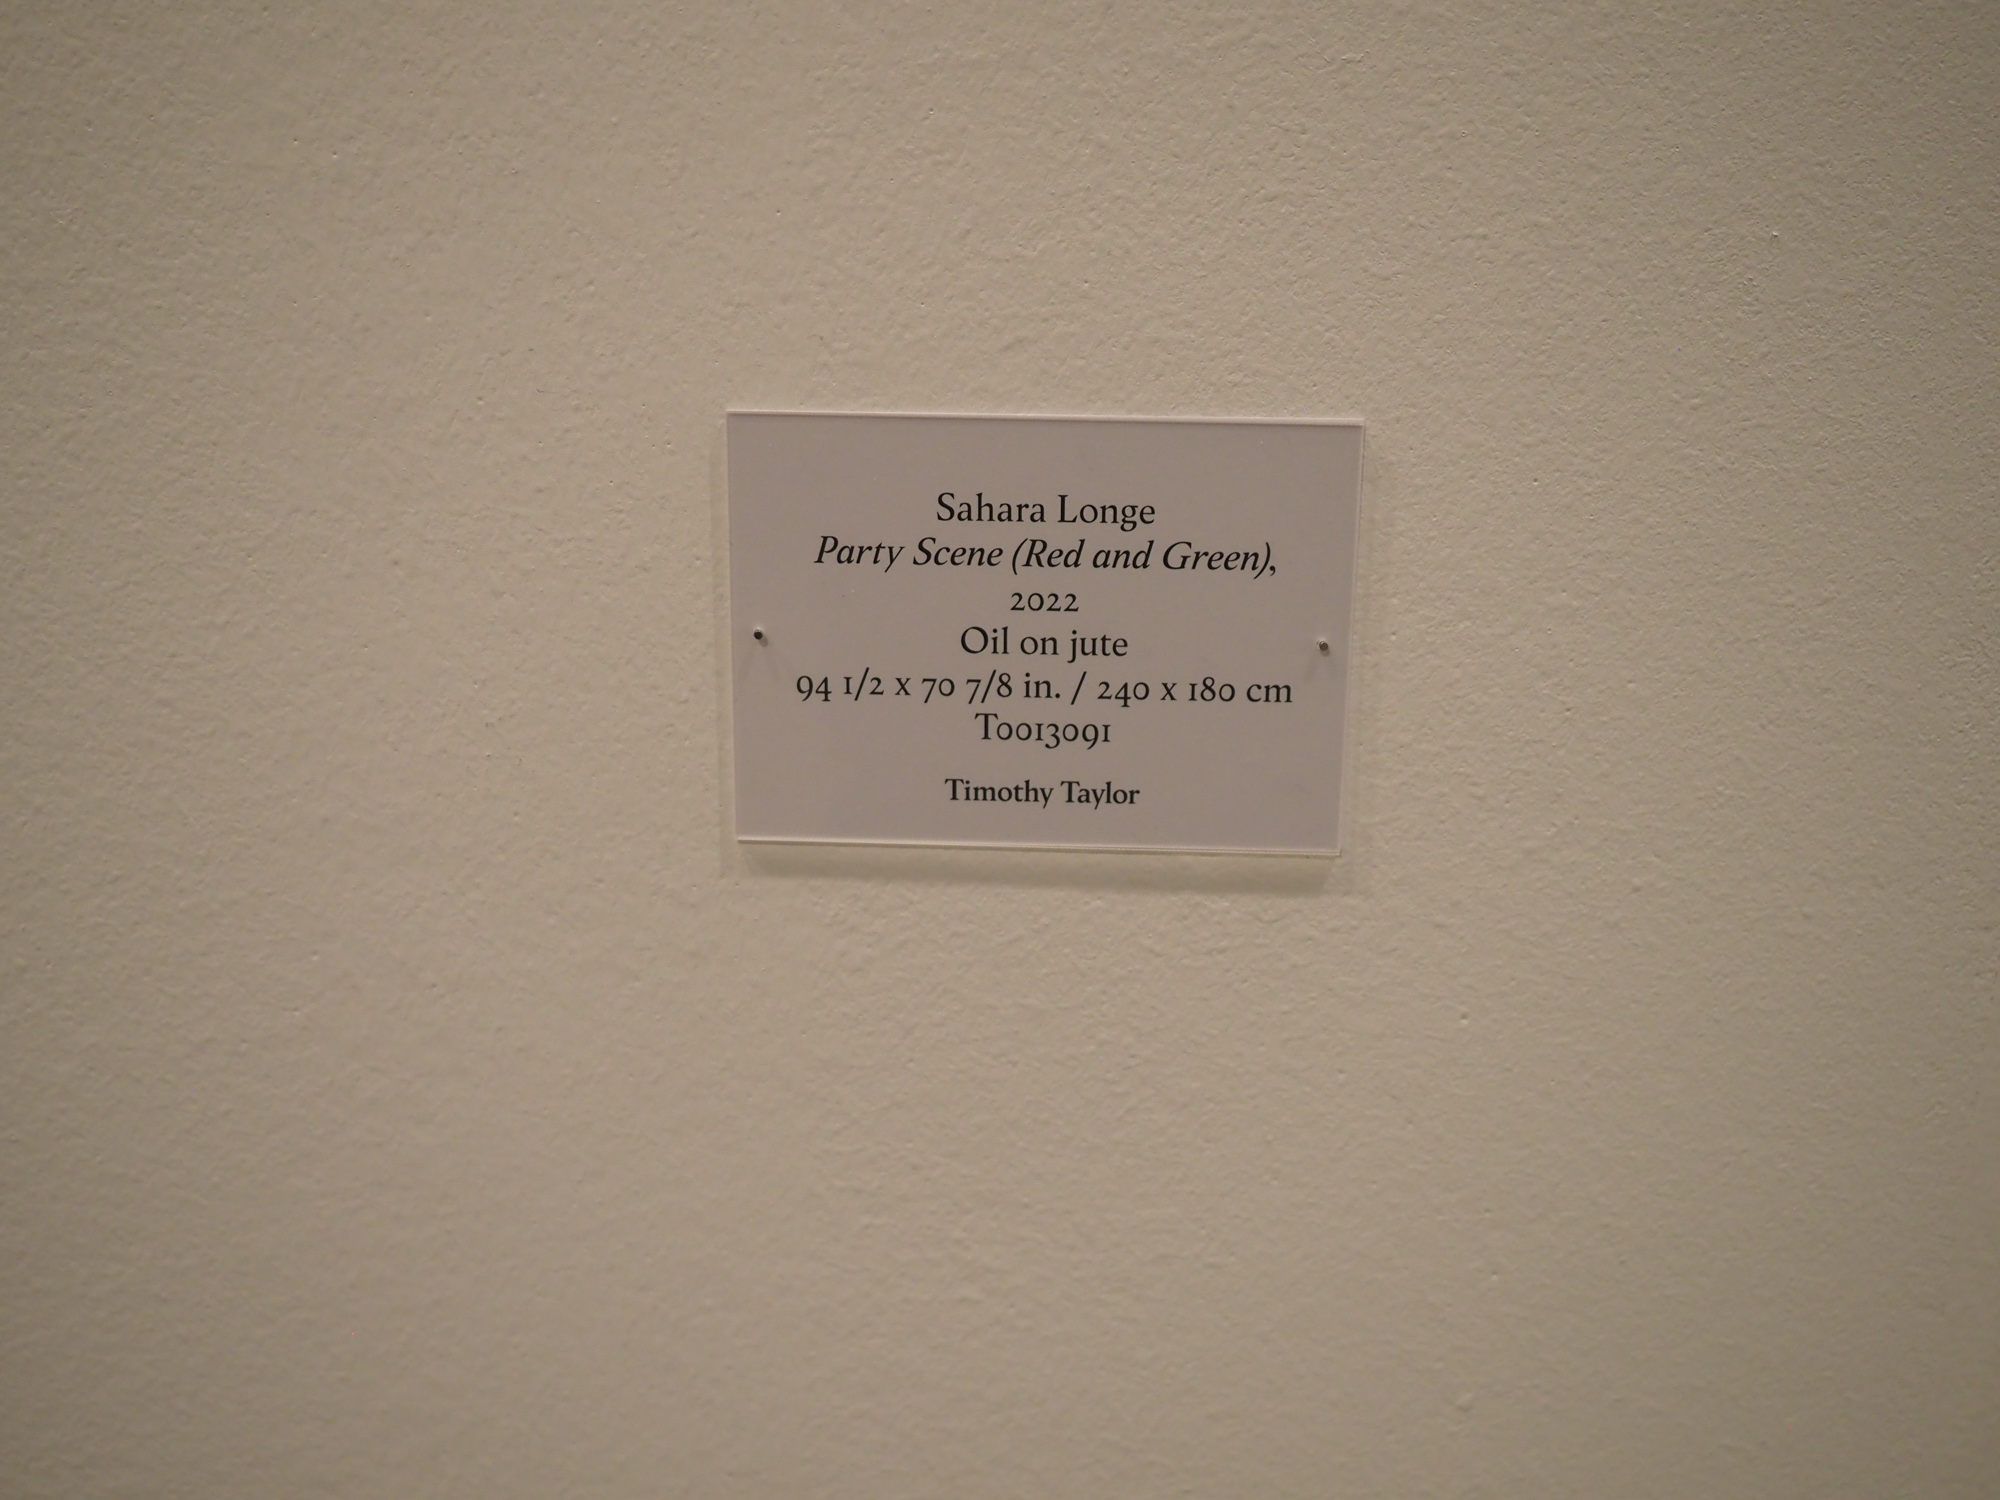 Sahara Longe
Party Scene (Red and Green),
2022
Oil on jute
94 1/2 x 70 7/8 in. / 240 x 180 cm
T0013091
Timothy Taylor